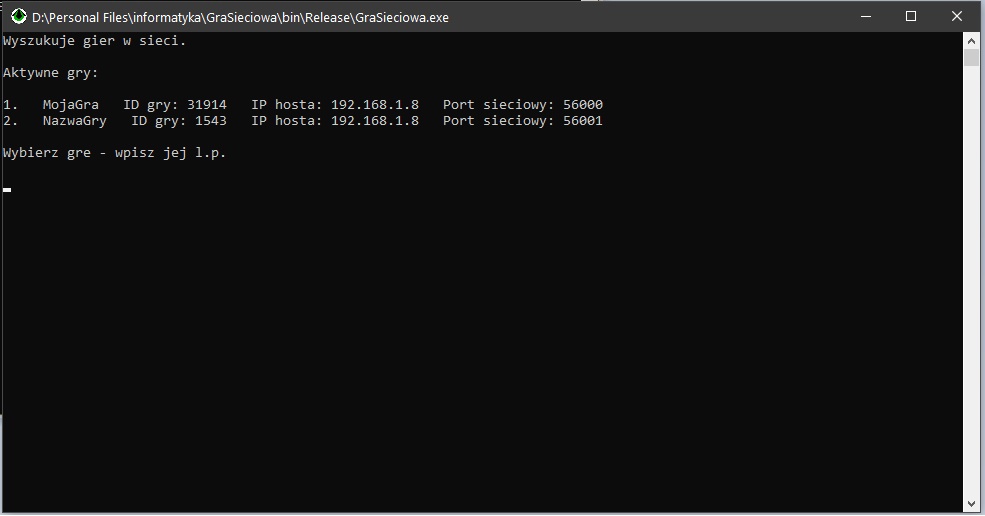 D:\Personal Files\informatyka\GraSieciowa\bin\Release\GraSieciowa.exe
Wyszukuje gier w sieci.
Aktywne gry:
1.   MojaGra   ID gry: 31914   IP hosta: 192.168.1.8   Port sieciowy: 56000
2.   NazwaGry   ID gry: 1543   IP hosta: 192.168.1.8   Port sieciowy: 56001
Wybierz gre - wpisz jej l.p.